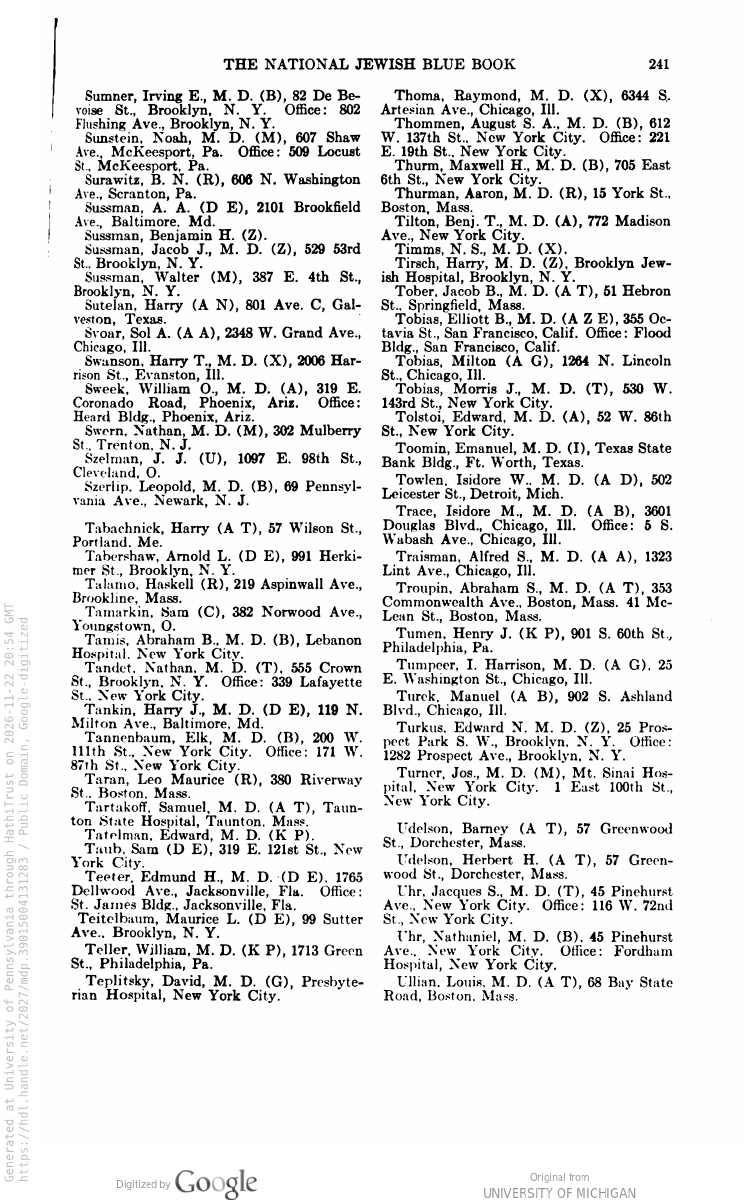 THE NATIONAL JEWISH BLUE BOOK 241
Sumner, Irving E., M. D. (B), 82 De Be-
voise St., Brooklyn, N. Y. Office: 802
Flushing Ave., Brooklyn, N. Y.
Sunstein, Noah, M. D. (M), 607 Shaw
Ave., McKeesport, Pa. Office: 509 Locust
St., McKeesport, Pa.
Surawitz, B. N. (R), 606 N. Washington
Ave., Scranton, Pa.
Sussman, A. A. (D E), 2101 Brookfield
Ave., Baltimore, Md.
Sussman, Benjamin H. (Z).
Sussman, Jacob J., M. D. (Z), 529 53rd
St., Brooklyn, N. Y.
Sussman, Walter (M), 387 E. 4th St.,
Brooklyn, N. Y.
Sutelan, Harry (A N), 801 Ave. C, Gal-
veston, Texas.
Svoar, Sol A. (A A), 2348 W. Grand Ave.,
Chicago, Ill.
Swanson, Harry T., M. D. (X), 2006 Har-
rison St., Evanston, Ill.
Sweek, William O., M. D. (A), 319 E.
Coronado Road, Phoenix, Ariz. Office:
Heard Bldg., Phoenix, Ariz.
Swern, Nathan, M. D. (M), 302 Mulberry
St., Trenton, N. J.
Szelman, J. J. (U), 1097 E. 98th St.,
Cleveland, O.
Szerlip, Leopold, M. D. (B), 69 Pennsyl-
vania Ave., Newark, N. J.
Tabachnick, Harry (A T), 57 Wilson St.,
Portland, Me.
Tabershaw, Arnold L. (D E), 991 Herki-
mer St., Brooklyn, N. Y.
Talamo, Haskell (R), 219 Aspinwall Ave.,
Brookline, Mass.
Tamarkin, Sam (C), 382 Norwood Ave.,
Youngstown, O.
Tamis, Abraham B., M. D. (B), Lebanon
Hospital, New York City.
Tandet, Nathan, M. D. (T), 555 Crown
St., Brooklyn, N. Y. Office: 339 Lafayette
St., New York City.
Tankin, Harry J., M. D. (D E), 119 N.
Milton Ave., Baltimore, Md.
Tannenbaum, Elk, M. D. (B), 200 W.
111th St., New York City. Office: 171 W.
87th St., New York City.
Taran, Leo Maurice (R), 380 Riverway
St., Boston, Mass.
Tartakoff, Samuel, M. D. (A T), Taun-
ton State Hospital, Taunton, Mass.
Tatelman, Edward, M. D. (K P).
Taub, Sam (D E), 319 E. 121st St., New
York City.
Teeter, Edmund H., M. D. (D E), 1765
Dellwood Ave., Jacksonville, Fla. Office:
St. James Bldg., Jacksonville, Fla.
Teitelbaum, Maurice L. (D E), 99 Sutter
Ave., Brooklyn, N. Y.
Teller, William, M. D. (K P), 1713 Green
St., Philadelphia, Pa.
Teplitsky, David, M. D. (G), Presbyte-
rian Hospital, New York City.
Thoma, Raymond, M. D. (X), 6344 S.
Artesian Ave., Chicago, Ill.
Thommen, August S. A., M. D. (B), 612
W. 137th St., New York City. Office: 221
E. 19th St., New York City.
Thurm, Maxwell H., M. D. (B), 705 East
6th St., New York City.
Thurman, Aaron, M. D. (R), 15 York St.,
Boston, Mass.
Tilton, Benj. T., M. D. (A), 772 Madison
Ave., New York City.
Timms, N. S., M. D. (X).
Tirsch, Harry, M. D. (Z), Brooklyn Jew-
ish Hospital, Brooklyn, N. Y.
Tober, Jacob B., M. D. (A T), 51 Hebron
St., Springfield, Mass.
Tobias, Elliott B., M. D. (A Z E), 355 Oc-
tavia St., San Francisco, Calif. Office: Flood
Bldg., San Francisco, Calif.
Tobias, Milton (A G), 1264 N. Lincoln
St., Chicago, Ill.
Tobias, Morris J., M. D. (T), 530 W.
143rd St., New York City.
Tolstoi, Edward, M. D. (A), 52 W. 86th
St., New York City.
Toomin, Emanuel, M. D. (I), Texas State
Bank Bldg., Ft. Worth, Texas.
Towlen, Isidore W., M. D. (A D), 502
Leicester St., Detroit, Mich.
Trace, Isidore M., M. D. (A B), 3601
Douglas Blvd., Chicago, Ill. Office: 5 S.
Wabash Ave., Chicago, Ill.
Traisman, Alfred S., M. D. (A A), 1323
Lint Ave., Chicago, Ill.
Troupin, Abraham S., M. D. (A T), 353
Commonwealth Ave., Boston, Mass. 41 Mc-
Lean St., Boston, Mass.
Tumen, Henry J. (K P), 901 S. 60th St.,
Philadelphia, Pa.
Tumpeer, I. Harrison, M. D. (A G), 25
E. Washington St., Chicago, Ill.
Turek, Manuel (A B), 902 S. Ashland
Blvd., Chicago, Ill.
Turkus, Edward N. M. D. (Z), 25 Pros-
pect Park S. W., Brooklyn, N. Y. Office:
1282 Prospect Ave., Brooklyn, N. Y.
Turner, Jos., M. D. (M), Mt. Sinai Hos-
pital, New York City. 1 East 100th St.,
New York City.
Udelson, Barney (A T), 57 Greenwood
St., Dorchester, Mass.
Udelson, Herbert H. (A T), 57 Green-
wood St., Dorchester, Mass.
Uhr, Jacques S., M. D. (T), 45 Pinehurst
Ave., New York City. Office: 116 W. 72nd
St., New York City.
Uhr, Nathaniel, M. D. (B), 45 Pinehurst
Ave., New York City. Office: Fordham
Hospital, New York City.
Ullian, Louis, M. D. (A T), 68 Bay State
Road, Boston, Mass.
Generated at University of Pennsylvania through HathiTrust on 2026-11-22 20:54 GMT
https://hdl.handle.net/2027/mdp.39015004131283 / Public Domain, Google-digitized
Digitized by Google
Original from
UNIVERSITY OF MICHIGAN